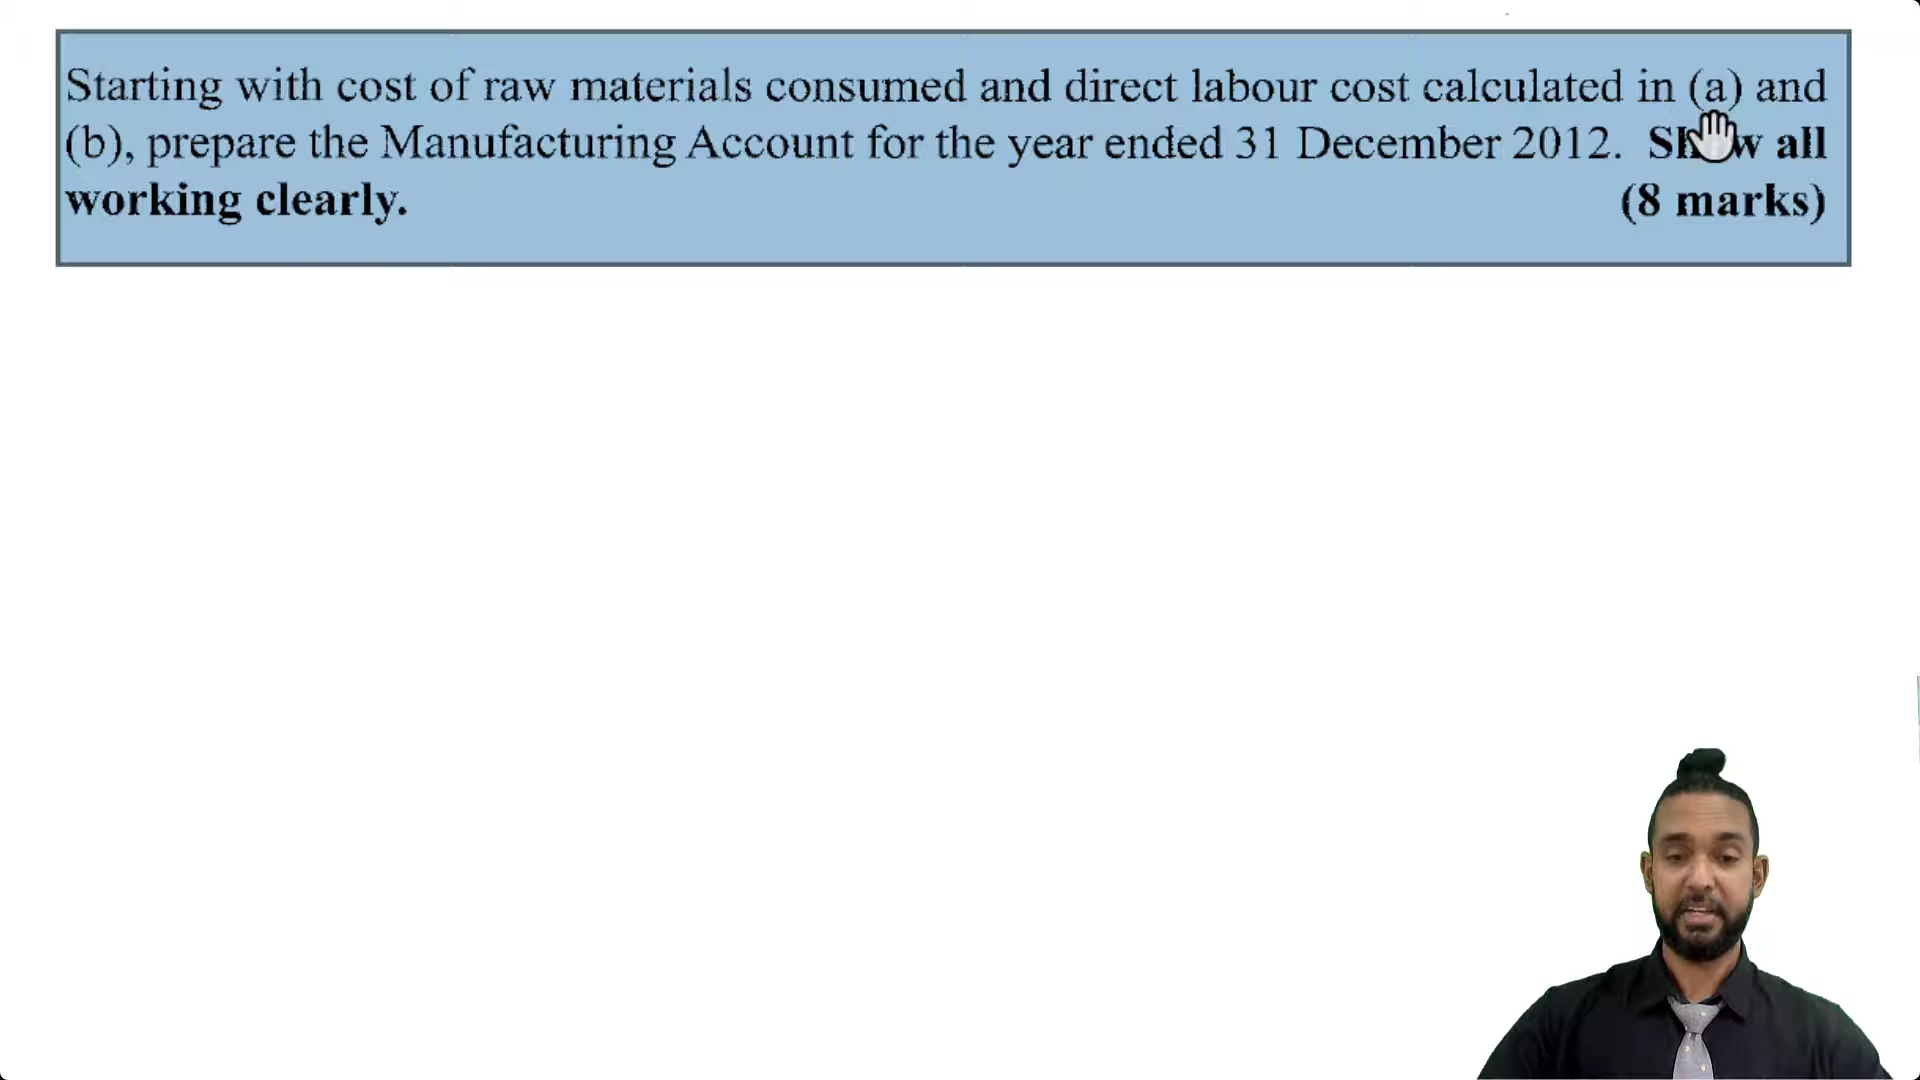 Starting with cost of raw materials consumed and direct labour cost calculated in (a) and
(b), prepare the Manufacturing Account for the year ended 31 December 2012. Show all
working clearly. (8 marks)